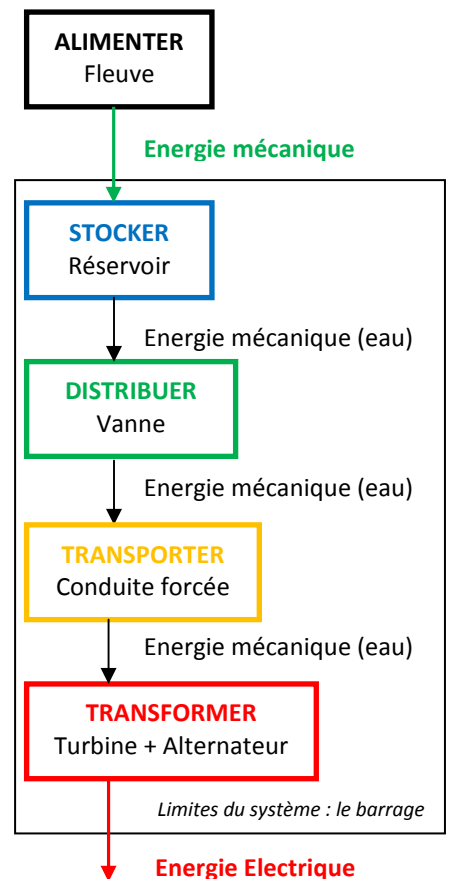 ALIMENTER
Fleuve
Energie mécanique
STOCKER
Réservoir
Energie mécanique (eau)
DISTRIBUER
Vanne
Energie mécanique (eau)
TRANSPORTER
Conduite forcée
Energie mécanique (eau)
TRANSFORMER
Turbine + Alternateur
Limites du système : le barrage
Energie Electrique